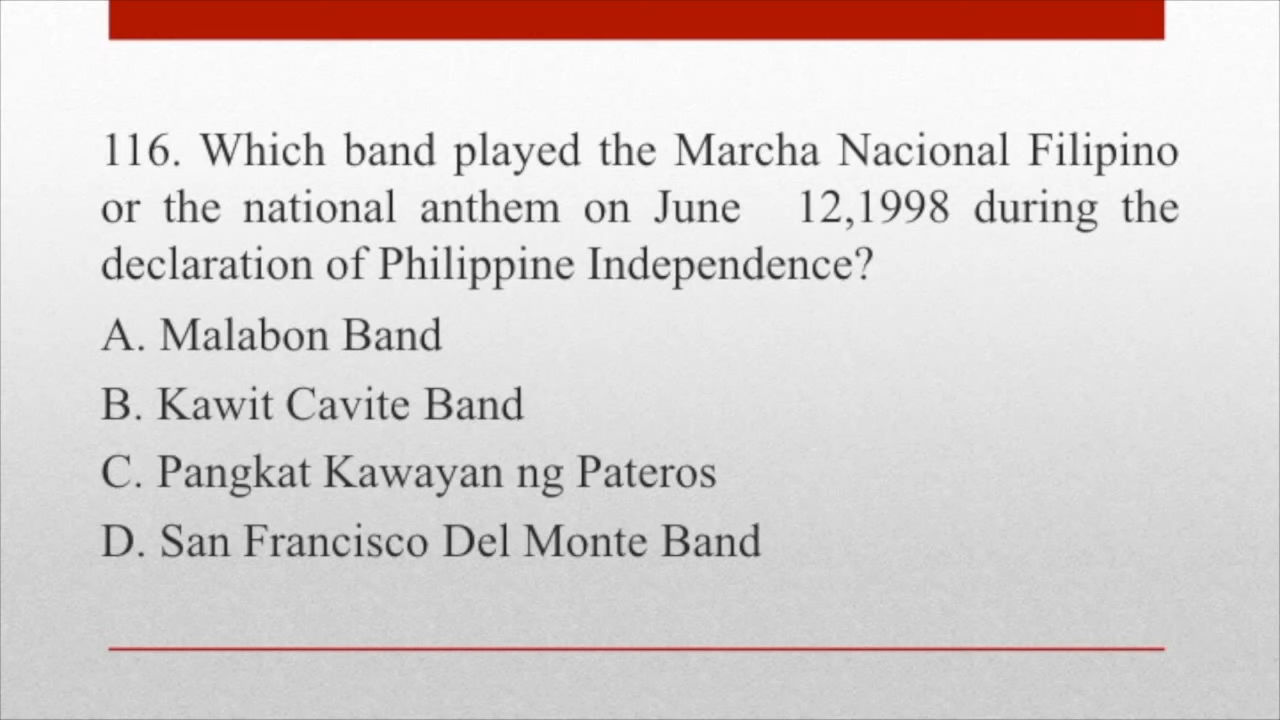 116. Which band played the Marcha Nacional Filipino
or the national anthem on June 12,1998 during the
declaration of Philippine Independence?
A. Malabon Band
B. Kawit Cavite Band
C. Pangkat Kawayan ng Pateros
D. San Francisco Del Monte Band